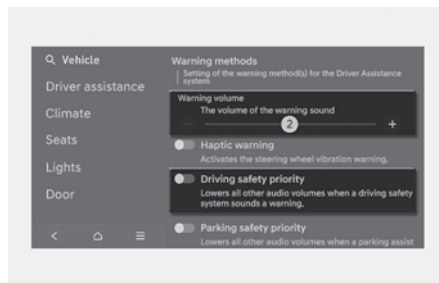 Vehicle
Driver assistance
Climate
Seats
Lights
Door
Warning methods
Setting of the warning method(s) for the Driver Assistance
system
Warning volume
The volume of the warning sound
2
Haptic warning
Activates the steering wheel vibration warning.
Driving safety priority
Lowers all other audio volumes when a driving safety
system sounds a warning.
Parking safety priority
Lowers all other audio volumes when a parking assist